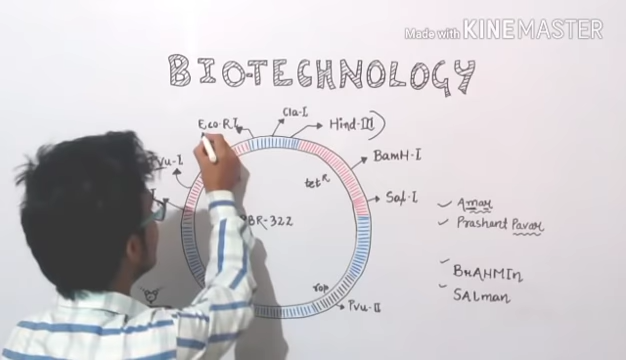 Made with KINEMASTER
BIOTECHNOLOGY
Cla-I
Eco-RI
Hind-III
vu-I
BamH-I
tetR
Sal-I
I
Amar
BR-322
Prashant Pavar
BrAHMIn
rop
SALman
Pvu-II